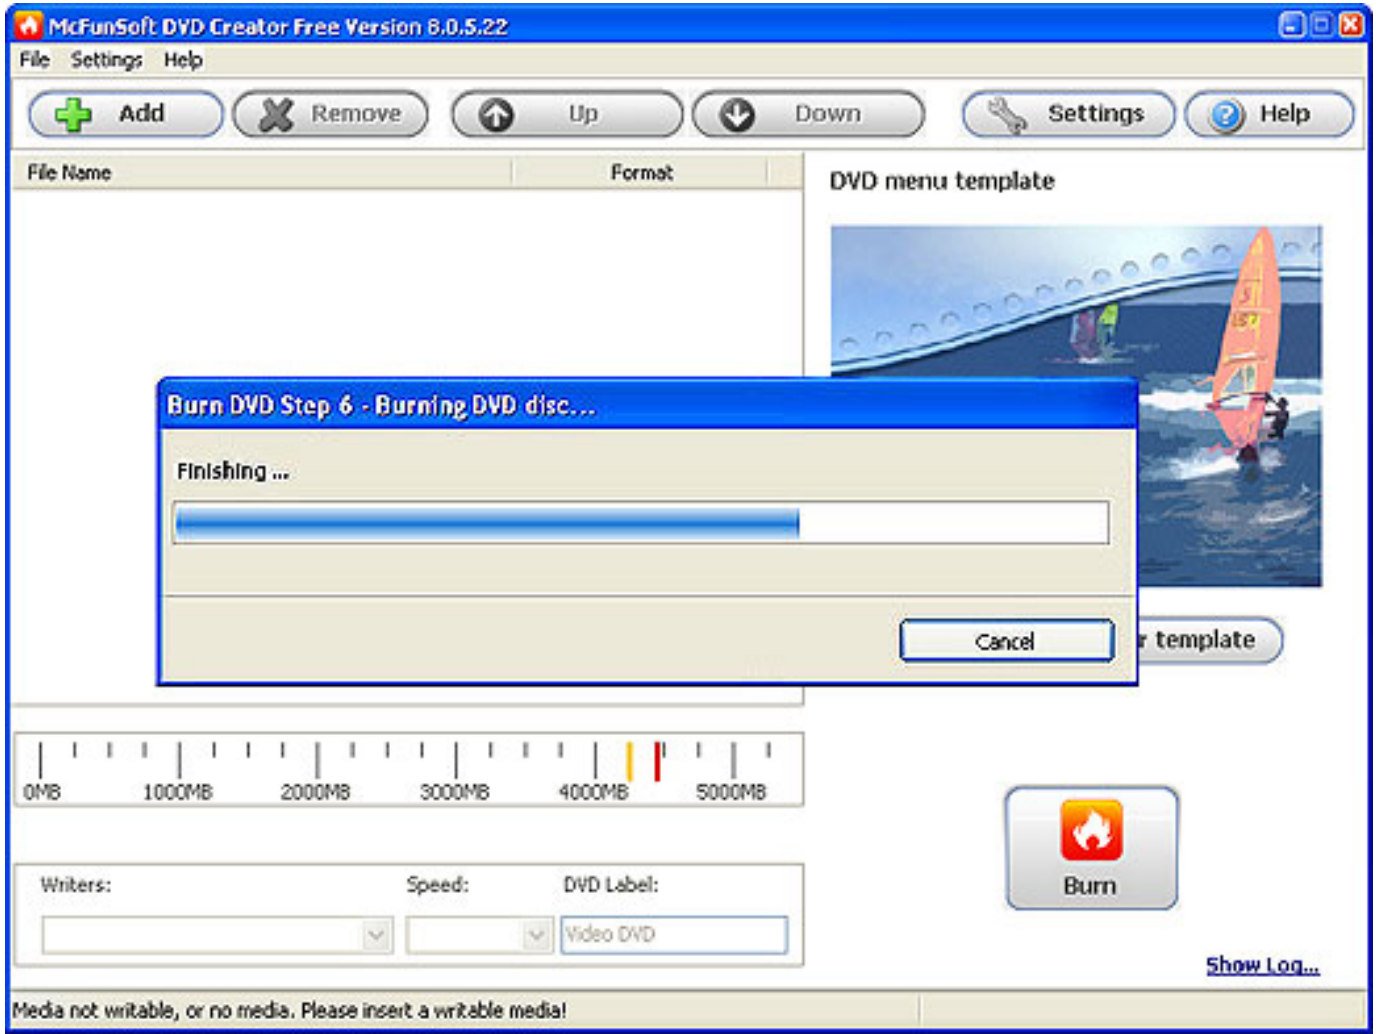 McFunSoft DVD Creator Free Version 8.0.5.22
File Settings Help
Add Remove Up Down Settings Help
File Name Format
DVD menu template
Burn DVD Step 6 - Burning DVD disc...
Finishing ...
Cancel
template
0MB 1000MB 2000MB 3000MB 4000MB 5000MB
Writers: Speed: DVD Label:
Video DVD
Burn
Show Log...
Media not writable, or no media. Please insert a writable media!